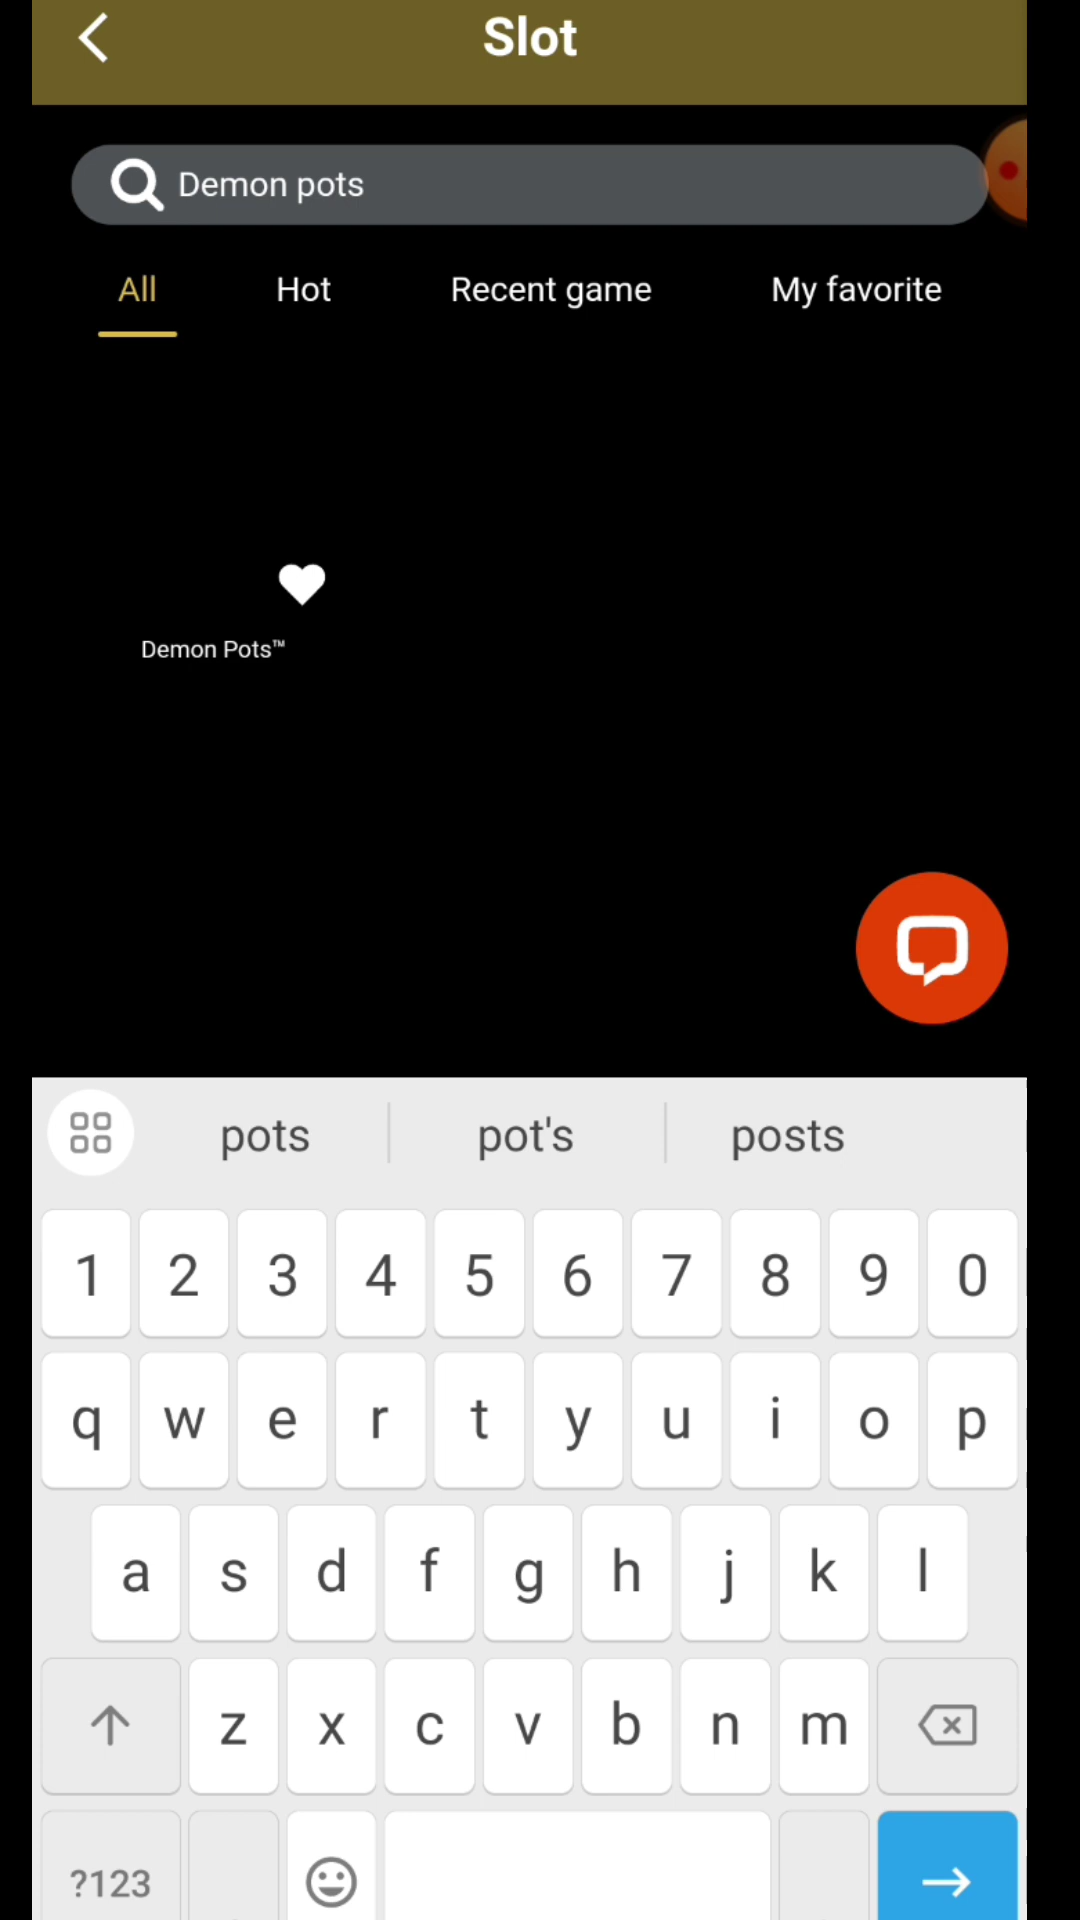 Slot
Demon pots
All Hot Recent game My favorite
Demon Pots™
pots pot's posts
1 2 3 4 5 6 7 8 9 0
q w e r t y u i o p
a s d f g h j k l
z x c v b n m
?123